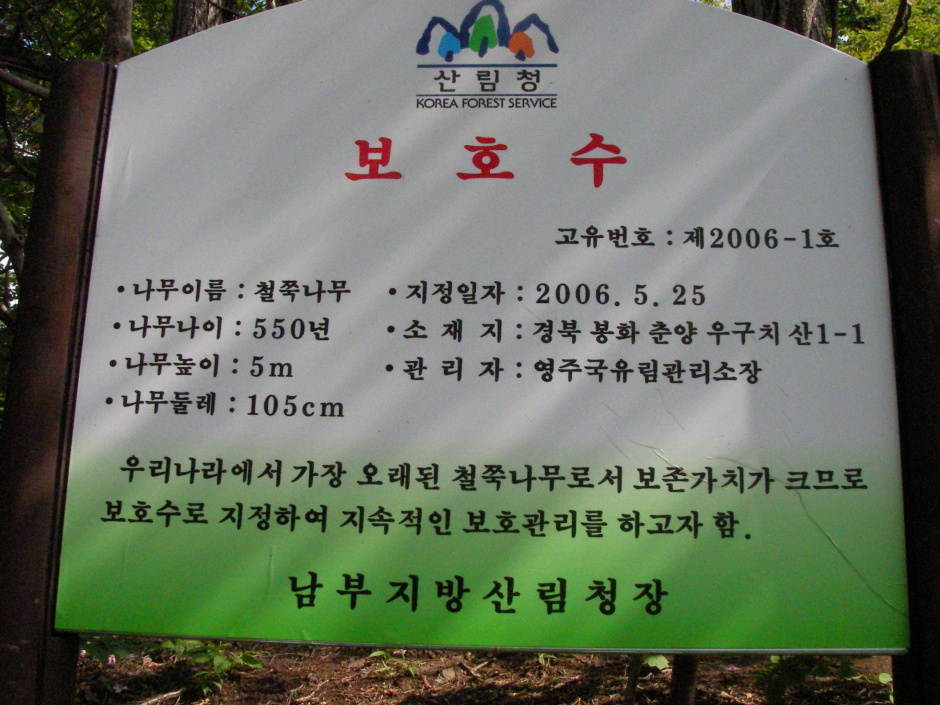 산림청
KOREA FOREST SERVICE
보호수
고유번호 : 제2006-1호
•나무이름 : 철쭉나무 •지정일자 : 2006. 5. 25
•나무나이 : 550년 •소재지 : 경북 봉화 춘양 우구치 산1-1
•나무높이 : 5m •관리자 : 영주국유림관리소장
•나무둘레 : 105cm
우리나라에서 가장 오래된 철쭉나무로서 보존가치가 크므로
보호수로 지정하여 지속적인 보호관리를 하고자 함.
남부지방산림청장